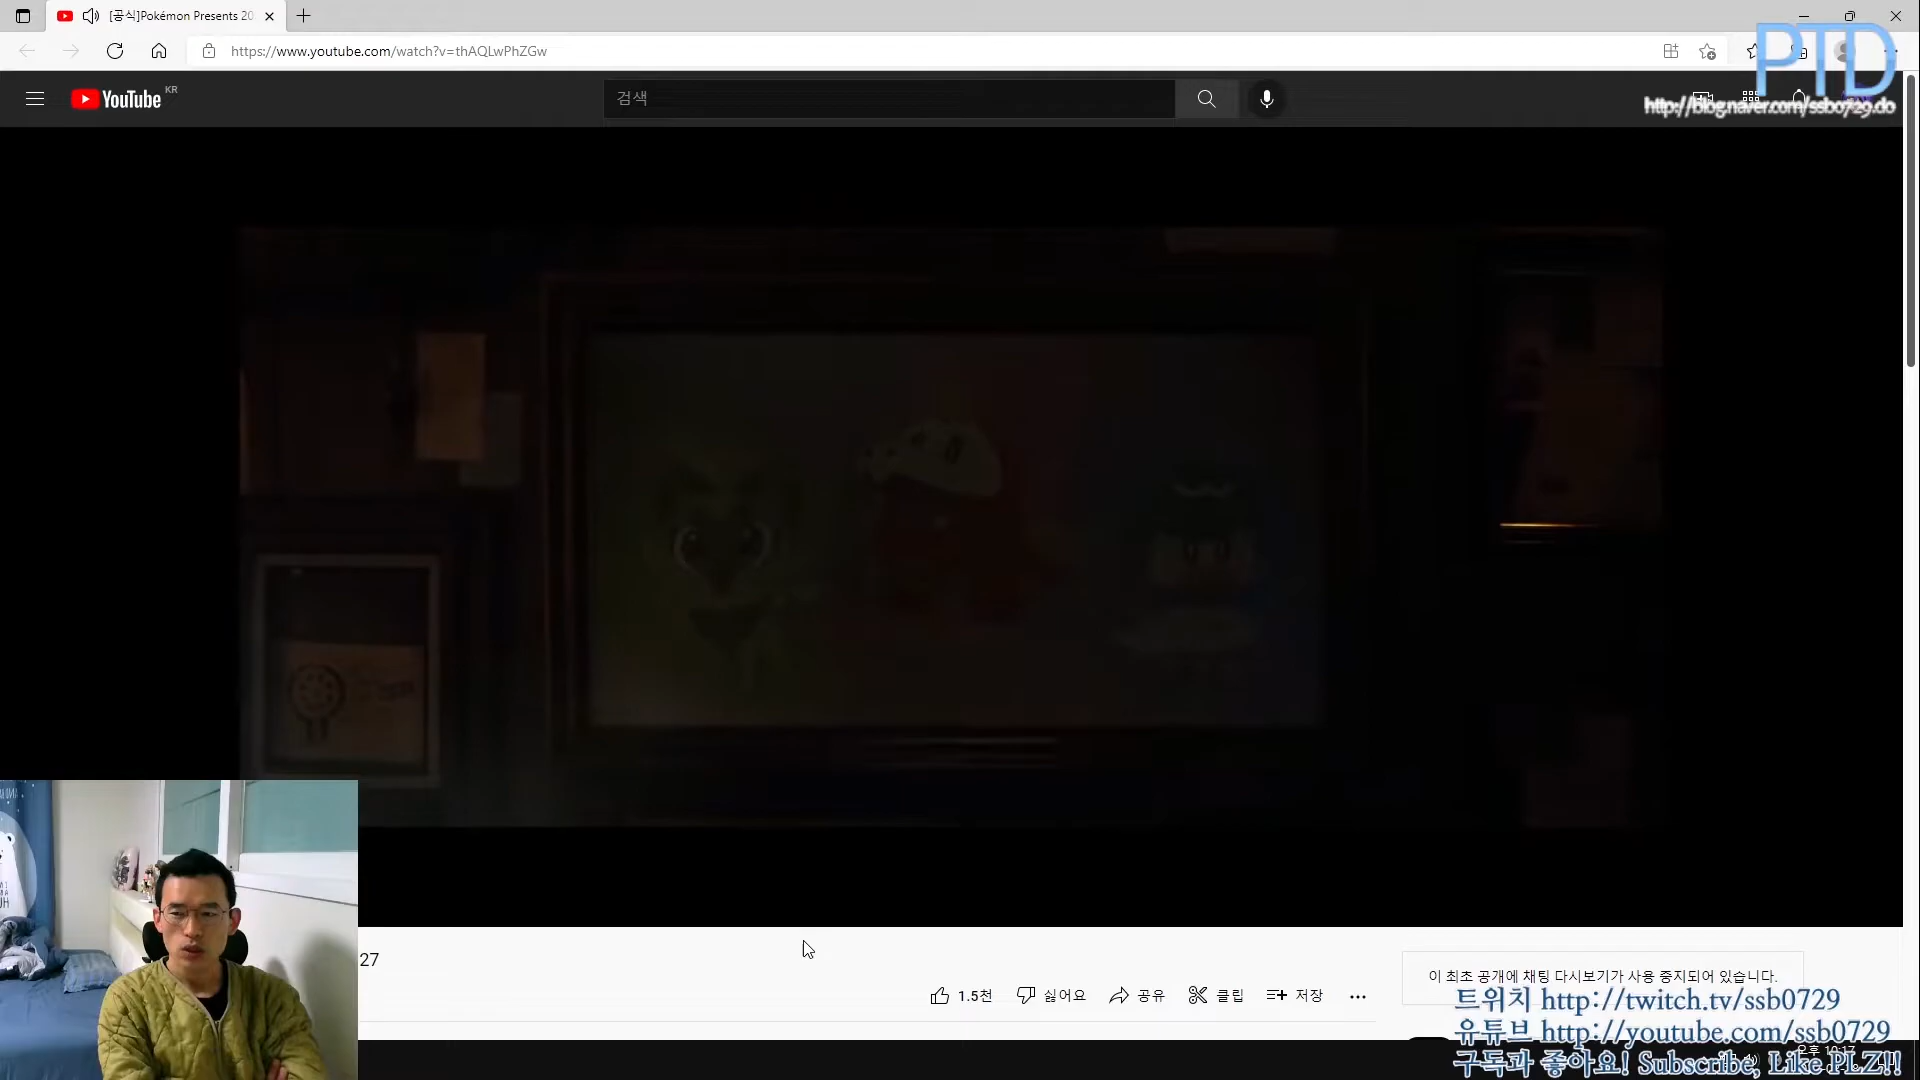 [공식]Pokémon Presents 20
https://www.youtube.com/watch?v=thAQLwPhZGw
PTD
YouTube KR
검색
http://blog.naver.com/ssb0729.do
27
1.5천
싫어요
공유
클립
저장
이 최초 공개에 채팅 다시보기가 사용 중지되어 있습니다.
트위치 http://twitch.tv/ssb0729
유튜브 http://youtube.com/ssb0729
오후 10:17
구독과 좋아요! Subscribe, Like PLZ!!